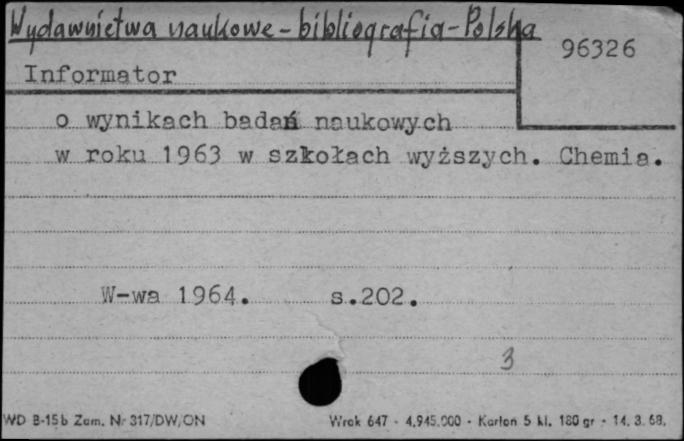 Wydawnictwa naukowe - bibliografia - Polska
96326
Informator
o wynikach badań naukowych
w roku 1963 w szkołach wyższych. Chemia.
W-wa 1964. s.202.
3
WD B-15b Zam. Nr 317/DW/ON Wrok 647 - 4.945.000 - Karton 5 kl. 180 gr - 14. 3. 68.